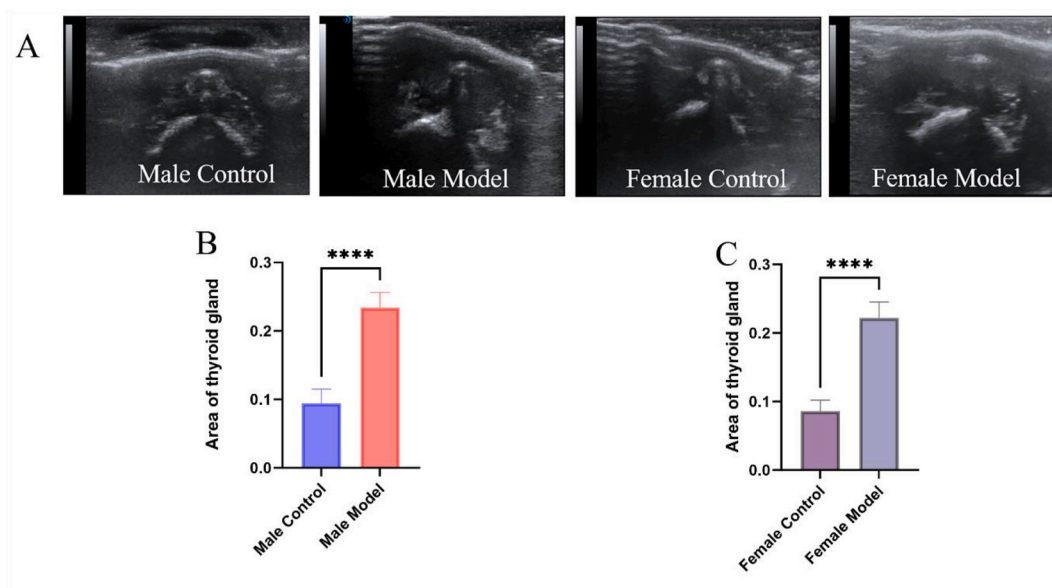 A
Male Control
Male Model
Female Control
Female Model
B
Area of thyroid gland
0.3
0.2
0.1
0.0
****
Male Control
Male Model
C
Area of thyroid gland
0.3
0.2
0.1
0.0
****
Female Control
Female Model